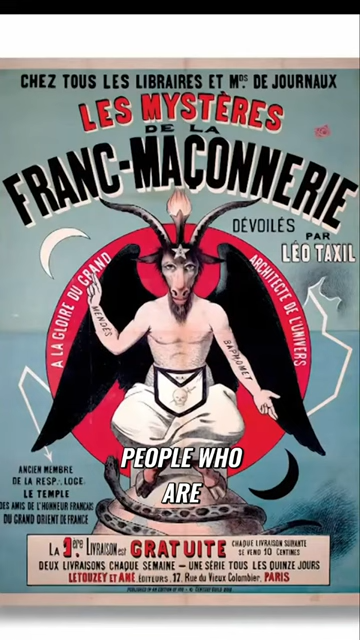 CHEZ TOUS LES LIBRAIRES ET Mds DE JOURNAUX
LES MYSTÈRES
DE LA
FRANC-MAÇONNERIE
DÉVOILÉS
PAR
LÉO TAXIL
A LA GLOIRE DU GRAND
ARCHITECTE DE L'UNIVERS
MENDÈS
BAPHOMET
PEOPLE WHO
ARE
ANCIEN MEMBRE
DE LA RESP∴ LOGE
LE TEMPLE
DES AMIS DE L'HONNEUR FRANCAIS
DU GRAND ORIENT DE FRANCE
LA 1ère LIVRAISON est GRATUITE CHAQUE LIVRAISON SUIVANTE
SE VEND 10 CENTIMES
DEUX LIVRAISONS CHAQUE SEMAINE — UNE SÉRIE TOUS LES QUINZE JOURS
LETOUZEY ET ANÉ, ÉDITEURS, 17, Rue du Vieux Colombier, PARIS